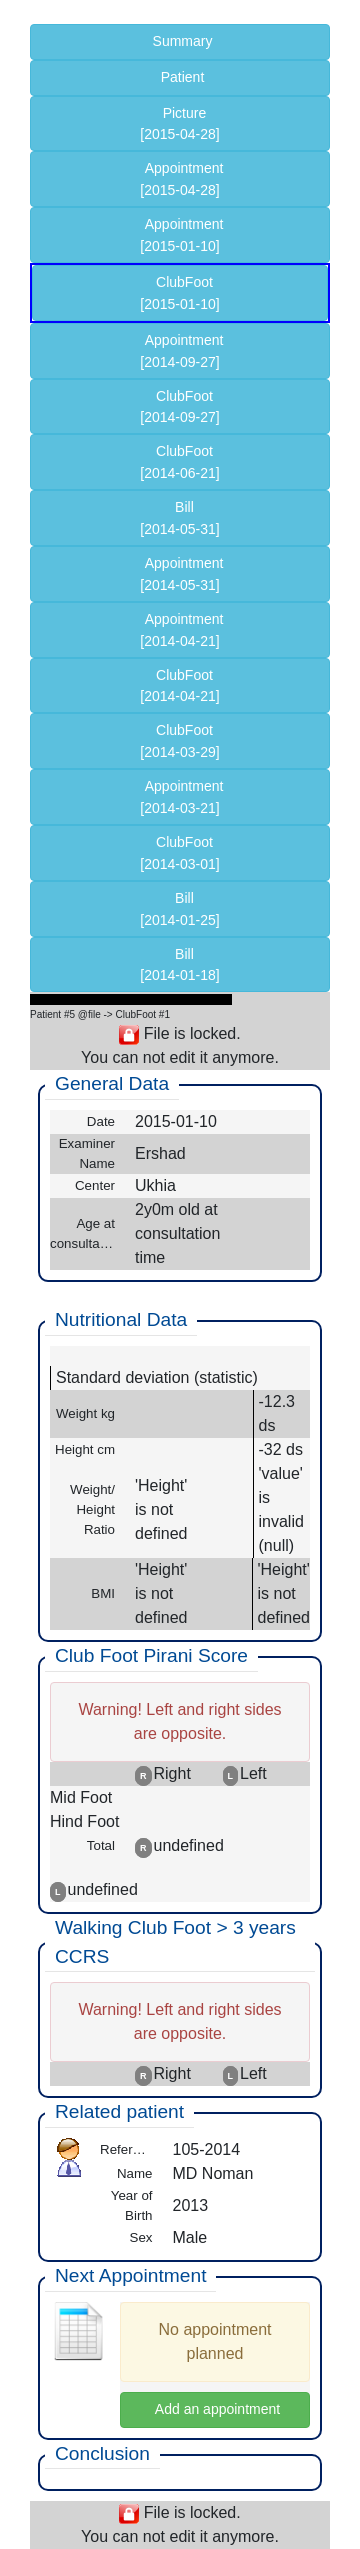 Summary
Patient
Picture
[2015-04-28]
Appointment
[2015-04-28]
Appointment
[2015-01-10]
ClubFoot
[2015-01-10]
Appointment
[2014-09-27]
ClubFoot
[2014-09-27]
ClubFoot
[2014-06-21]
Bill
[2014-05-31]
Appointment
[2014-05-31]
Appointment
[2014-04-21]
ClubFoot
[2014-04-21]
ClubFoot
[2014-03-29]
Appointment
[2014-03-21]
ClubFoot
[2014-03-01]
Bill
[2014-01-25]
Bill
[2014-01-18]
Patient #5 @file -> ClubFoot #1
File is locked.
You can not edit it anymore.
General Data
Date 2015-01-10
Examiner Name Ershad
Center Ukhia
Age at consulta... 2y0m old at consultation time
Nutritional Data
Standard deviation (statistic)
Weight kg -12.3 ds
Height cm -32 ds
Weight/ Height Ratio 'Height' is not defined 'value' is invalid (null)
BMI 'Height' is not defined 'Height' is not defined
Club Foot Pirani Score
Warning! Left and right sides
are opposite.
R Right L Left
Mid Foot
Hind Foot
Total R undefined
L undefined
Walking Club Foot > 3 years
CCRS
Warning! Left and right sides
are opposite.
R Right L Left
Related patient
Refer... 105-2014
Name MD Noman
Year of Birth 2013
Sex Male
Next Appointment
No appointment
planned
Add an appointment
Conclusion
File is locked.
You can not edit it anymore.